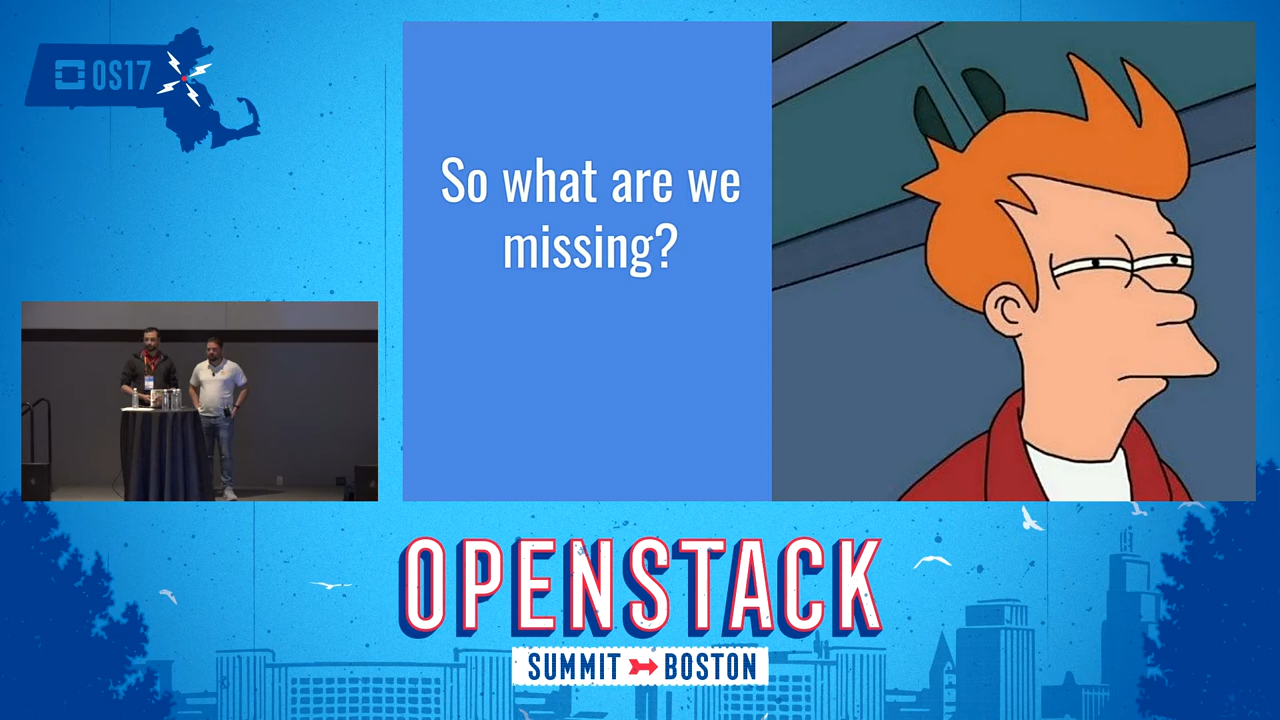 OS17
So what are we
missing?
OPENSTACK
SUMMIT BOSTON